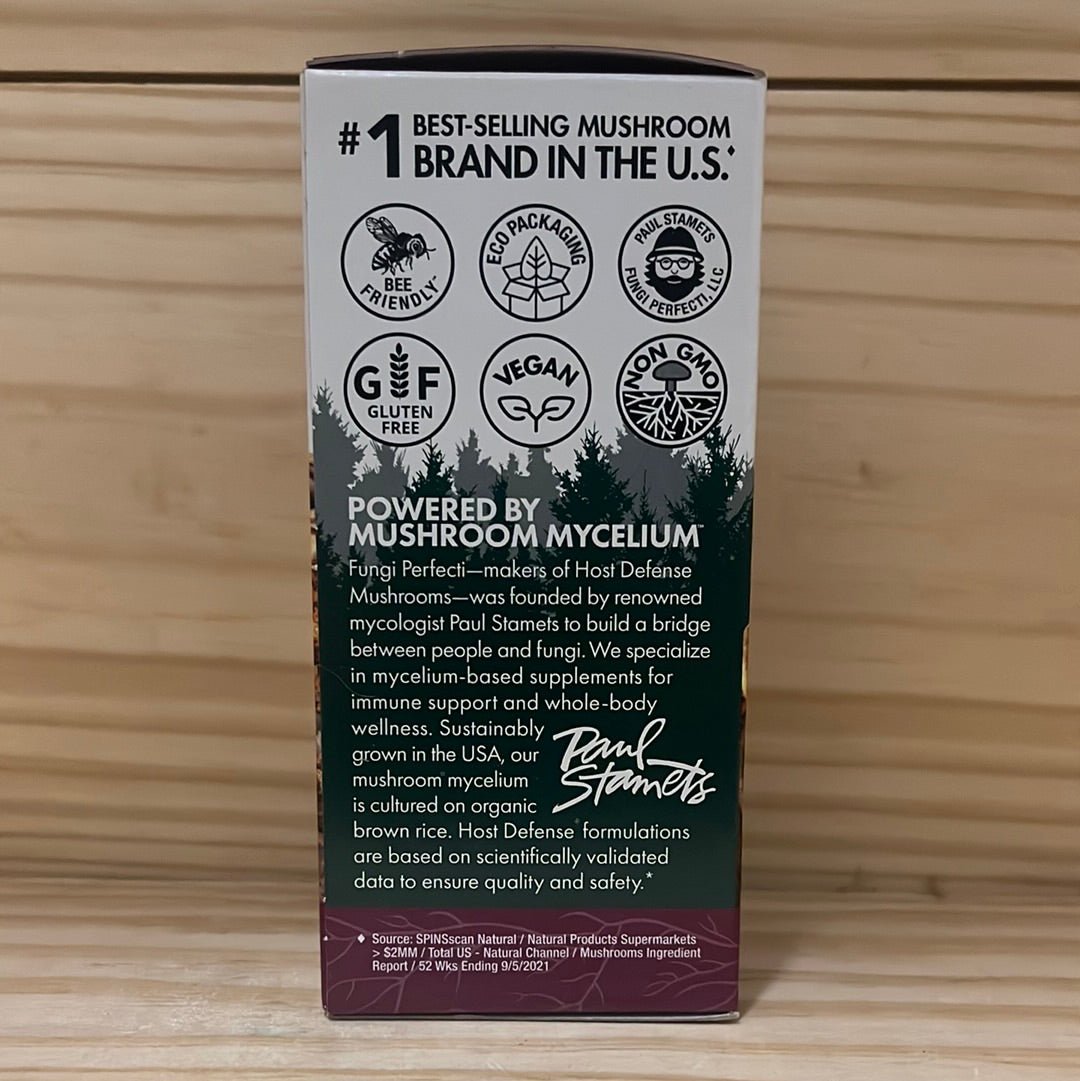 #1 BEST-SELLING MUSHROOM
BRAND IN THE U.S.♦
BEE
FRIENDLY™
ECO PACKAGING
PAUL STAMETS
FUNGI PERFECTI, LLC
G F
GLUTEN
FREE
VEGAN
NON GMO
POWERED BY
MUSHROOM MYCELIUM™
Fungi Perfecti—makers of Host Defense
Mushrooms—was founded by renowned
mycologist Paul Stamets to build a bridge
between people and fungi. We specialize
in mycelium-based supplements for
immune support and whole-body
wellness. Sustainably
grown in the USA, our
mushroom mycelium
is cultured on organic
brown rice. Host Defense® formulations
are based on scientifically validated
data to ensure quality and safety.*
Paul
Stamets
♦ Source: SPINSscan Natural / Natural Products Supermarkets
> $2MM / Total US - Natural Channel / Mushrooms Ingredient
Report / 52 Wks Ending 9/5/2021